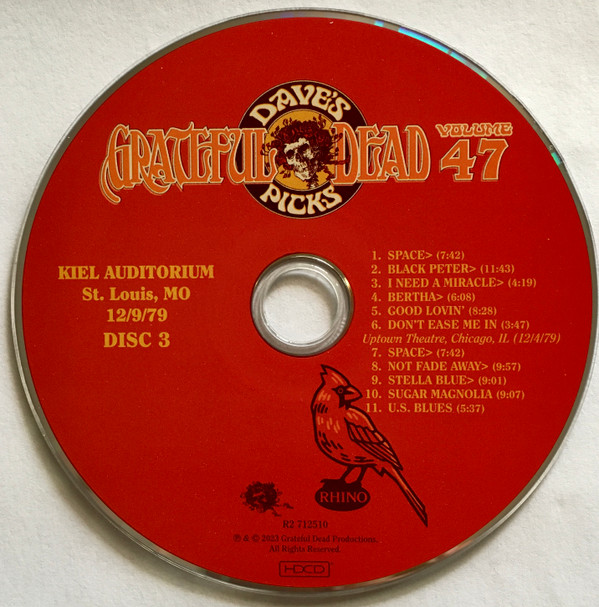 DAVE'S
GRATEFUL DEAD
PICKS
VOLUME
47
KIEL AUDITORIUM
St. Louis, MO
12/9/79
DISC 3
1. SPACE> (7:42)
2. BLACK PETER> (11:43)
3. I NEED A MIRACLE> (4:19)
4. BERTHA> (6:08)
5. GOOD LOVIN' (8:28)
6. DON'T EASE ME IN (3:47)
Uptown Theatre, Chicago, IL (12/4/79)
7. SPACE> (7:42)
8. NOT FADE AWAY> (9:57)
9. STELLA BLUE> (9:01)
10. SUGAR MAGNOLIA (9:07)
11. U.S. BLUES (5:37)
RHINO
R2 712510
℗ & © 2023 Grateful Dead Productions.
All Rights Reserved.
HDCD